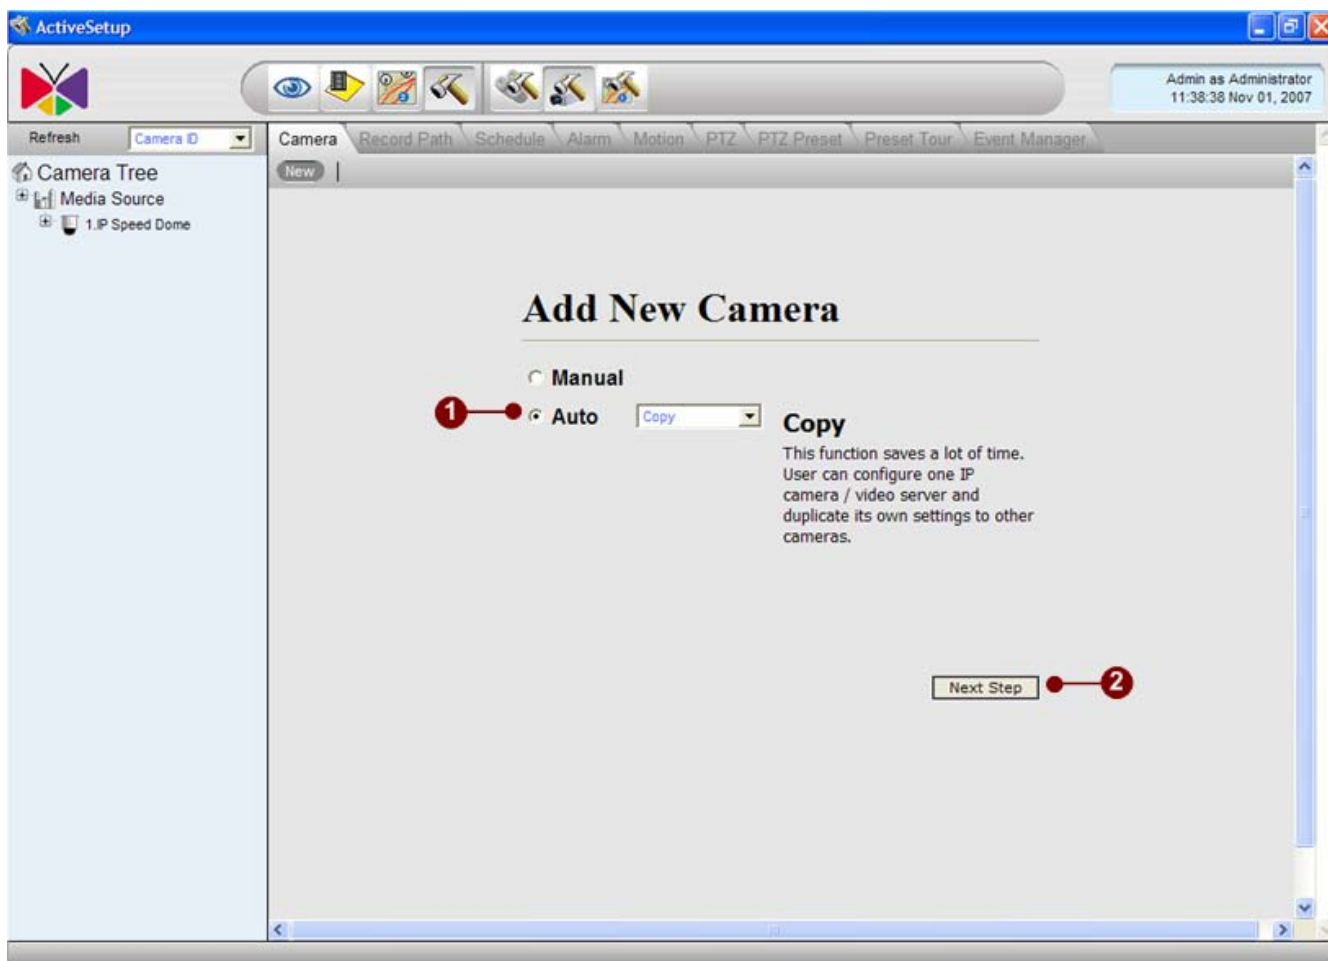 ActiveSetup
Admin as Administrator
11:38:38 Nov 01, 2007
Refresh
Camera ID
Camera
Record Path
Schedule
Alarm
Motion
PTZ
PTZ Preset
Preset Tour
Event Manager
New
Camera Tree
Media Source
1.IP Speed Dome
Add New Camera
Manual
1
Auto
Copy
Copy
This function saves a lot of time.
User can configure one IP
camera / video server and
duplicate its own settings to other
cameras.
Next Step
2